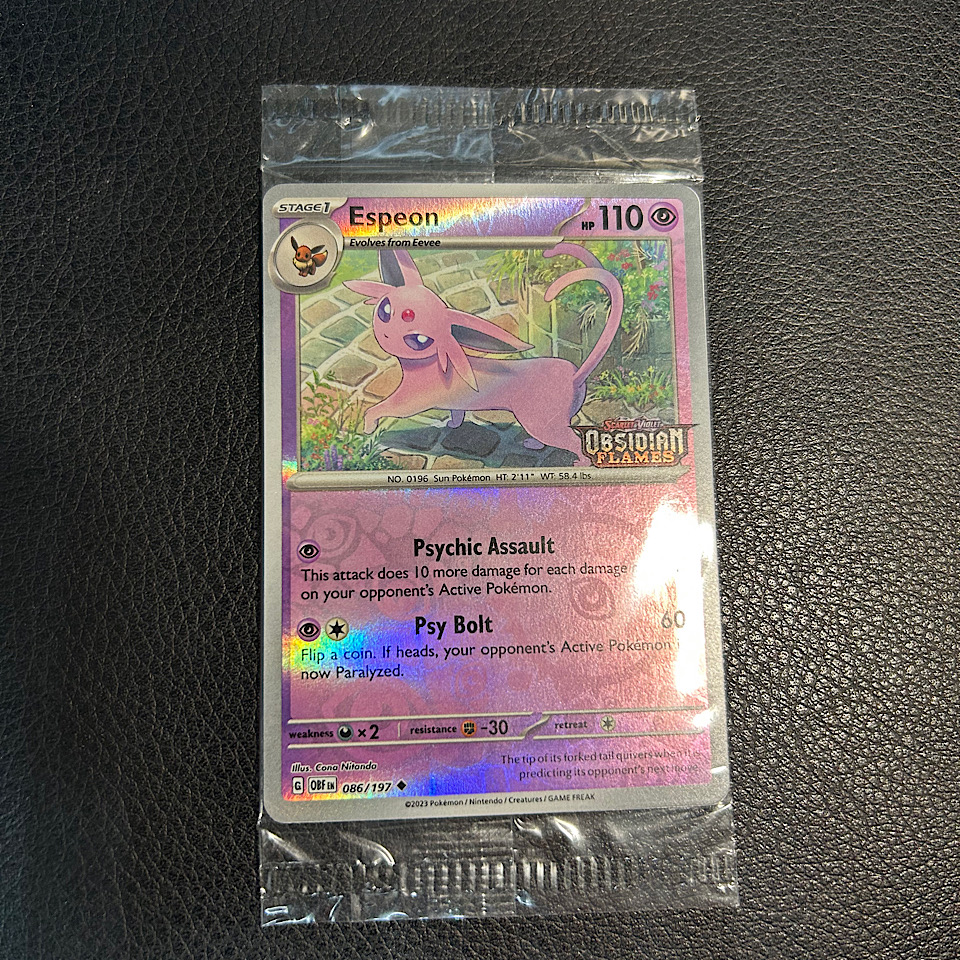 STAGE 1
Espeon
HP 110
Evolves from Eevee
SCARLET & VIOLET
OBSIDIAN
FLAMES
NO. 0196 Sun Pokémon HT: 2'11" WT: 58.4 lbs.
Psychic Assault
This attack does 10 more damage for each damage
on your opponent's Active Pokémon.
Psy Bolt 60
Flip a coin. If heads, your opponent's Active Pokémon
now Paralyzed.
weakness ×2 resistance -30 retreat
Illus. Cona Nitanda
The tip of its forked tail quivers when it's
predicting its opponent's next move.
G OBF EN 086/197
©2023 Pokémon / Nintendo / Creatures / GAME FREAK